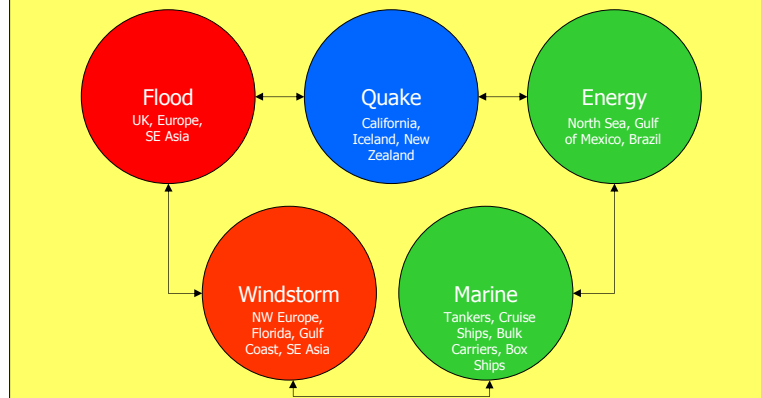 Flood
UK, Europe,
SE Asia
Quake
California,
Iceland, New
Zealand
Energy
North Sea, Gulf
of Mexico, Brazil
Windstorm
NW Europe,
Florida, Gulf
Coast, SE Asia
Marine
Tankers, Cruise
Ships, Bulk
Carriers, Box
Ships